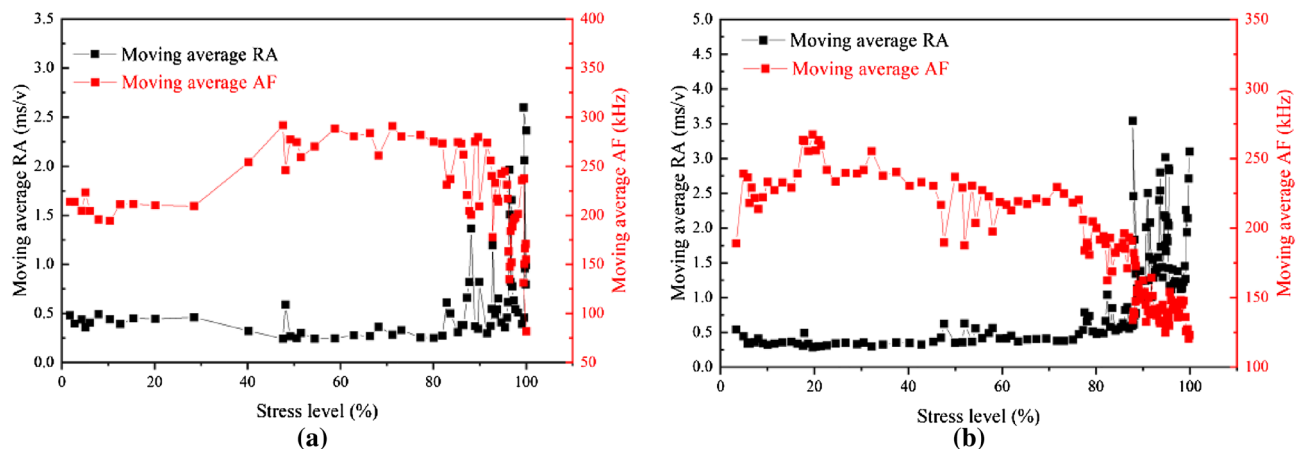 3.5
3.0
2.5
2.0
1.5
1.0
0.5
0.0
Moving average RA (ms/v)
Moving average RA
Moving average AF
400
350
300
250
200
150
100
50
Moving average AF (kHz)
0 20 40 60 80 100
Stress level (%)
(a)
5.0
4.5
4.0
3.5
3.0
2.5
2.0
1.5
1.0
0.5
0.0
Moving average RA (ms/v)
Moving average RA
Moving average AF
350
300
250
200
150
100
Moving average AF (kHz)
0 20 40 60 80 100
Stress level (%)
(b)